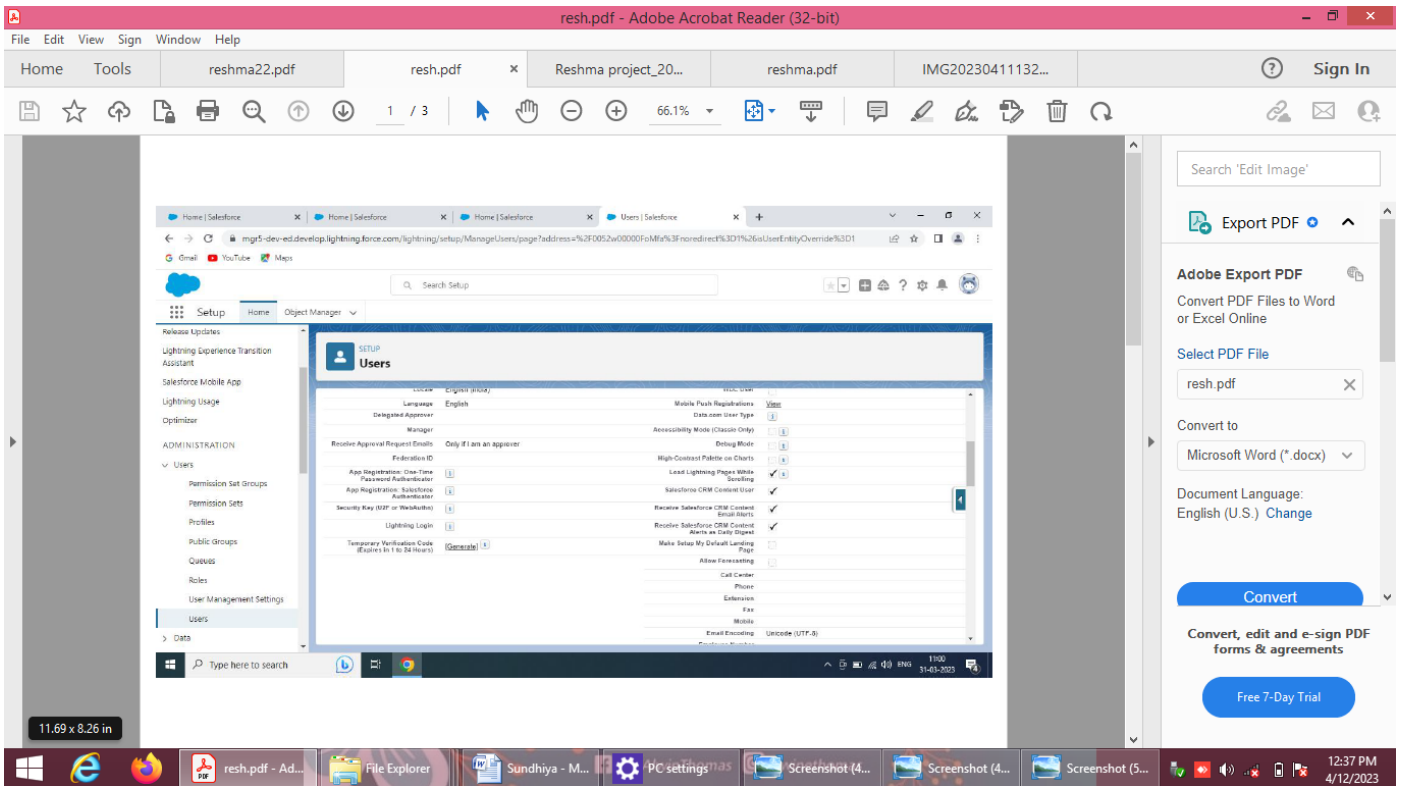 resh.pdf - Adobe Acrobat Reader (32-bit)
File Edit View Sign Window Help
Home Tools reshma22.pdf resh.pdf × Reshma project_20... reshma.pdf IMG20230411132... Sign In
1 / 3 66.1%
Home | Salesforce Home | Salesforce Home | Salesforce Users | Salesforce
mgr5-dev-ed.develop.lightning.force.com/lightning/setup/ManageUsers/page?address=%2F0052w00000FoMfa%3Fnoredirect%3D1%26isUserEntityOverride%3D1
Gmail YouTube Maps
Search Setup
Setup Home Object Manager
Release Updates
Lightning Experience Transition
Assistant
Salesforce Mobile App
Lightning Usage
Optimizer
ADMINISTRATION
Users
Permission Set Groups
Permission Sets
Profiles
Public Groups
Queues
Roles
User Management Settings
Users
Data
SETUP
Users
Locale English (India)
Language English
Delegated Approver
Manager
Receive Approval Request Emails Only if I am an approver
Federation ID
App Registration: One-Time
Password Authenticator
App Registration: Salesforce
Authenticator
Security Key (U2F or WebAuthn)
Lightning Login
Temporary Verification Code
(Expires in 1 to 24 Hours) [Generate]
Mobile Push Registrations View
Data.com User Type
Accessibility Mode (Classic Only)
Debug Mode
High-Contrast Palette on Charts
Load Lightning Pages While
Scrolling
Salesforce CRM Content User
Receive Salesforce CRM Content
Email Alerts
Receive Salesforce CRM Content
Alerts as Daily Digest
Make Setup My Default Landing
Page
Allow Forecasting
Call Center
Phone
Extension
Fax
Mobile
Email Encoding Unicode (UTF-8)
Employee Number
Type here to search
ENG
11:00
31-03-2023
11.69 x 8.26 in
Search 'Edit Image'
Export PDF
Adobe Export PDF
Convert PDF Files to Word
or Excel Online
Select PDF File
resh.pdf
Convert to
Microsoft Word (*.docx)
Document Language:
English (U.S.) Change
Convert
Convert, edit and e-sign PDF
forms & agreements
Free 7-Day Trial
resh.pdf - Ad... File Explorer Sundhiya - M... PC settings Screenshot (4... Screenshot (4... Screenshot (5...
12:37 PM
4/12/2023